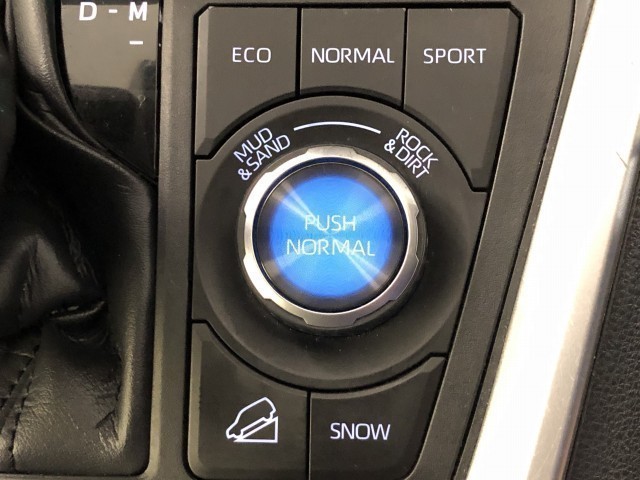 D - M
–
ECO
NORMAL
SPORT
MUD
& SAND
ROCK
& DIRT
PUSH
NORMAL
SNOW